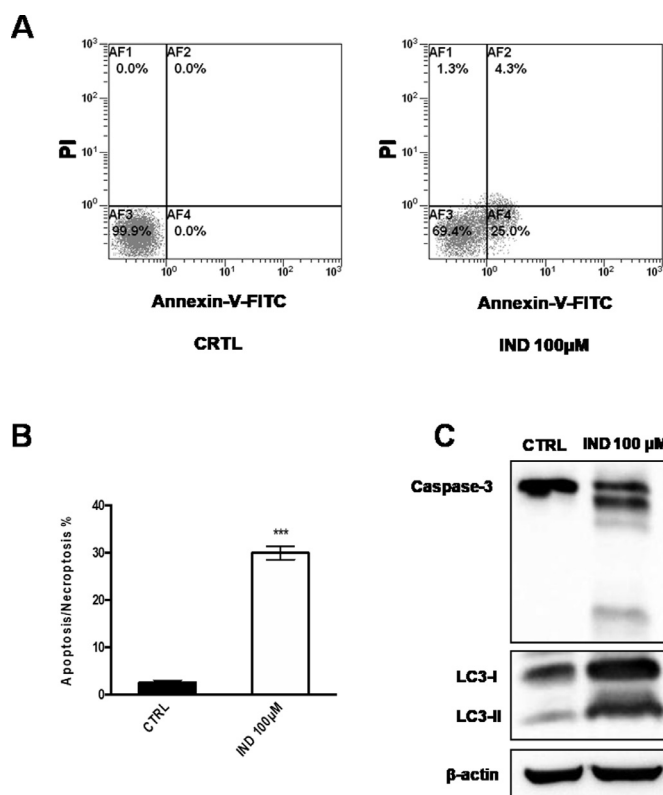 A
AF1 AF2
0.0% 0.0%
AF3 AF4
99.9% 0.0%
10³
10²
10¹
10⁰
PI
10⁰ 10¹ 10² 10³
Annexin-V-FITC
CRTL
AF1 AF2
1.3% 4.3%
AF3 AF4
69.4% 25.0%
10³
10²
10¹
10⁰
PI
10⁰ 10¹ 10² 10³
Annexin-V-FITC
IND 100µM
B
Apoptosis/Necroptosis %
40
30
20
10
0
***
CTRL
IND 100µM
C
CTRL IND 100 µM
Caspase-3
LC3-I
LC3-II
β-actin